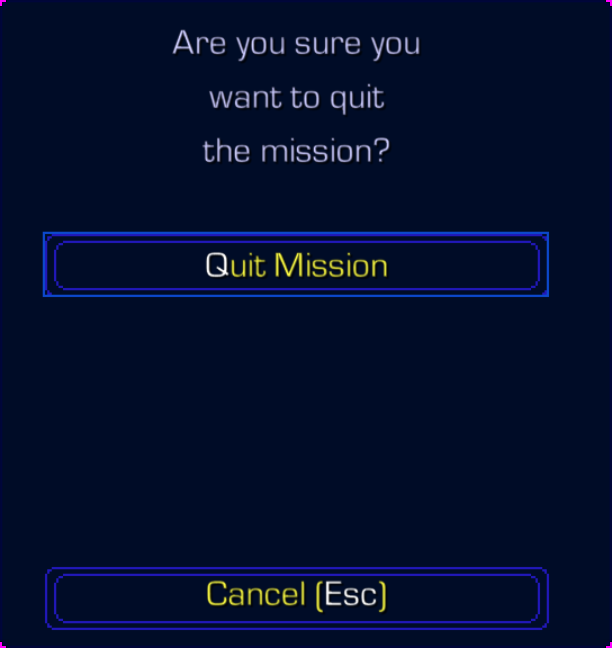 Are you sure you
want to quit
the mission?
Quit Mission
Cancel (Esc)